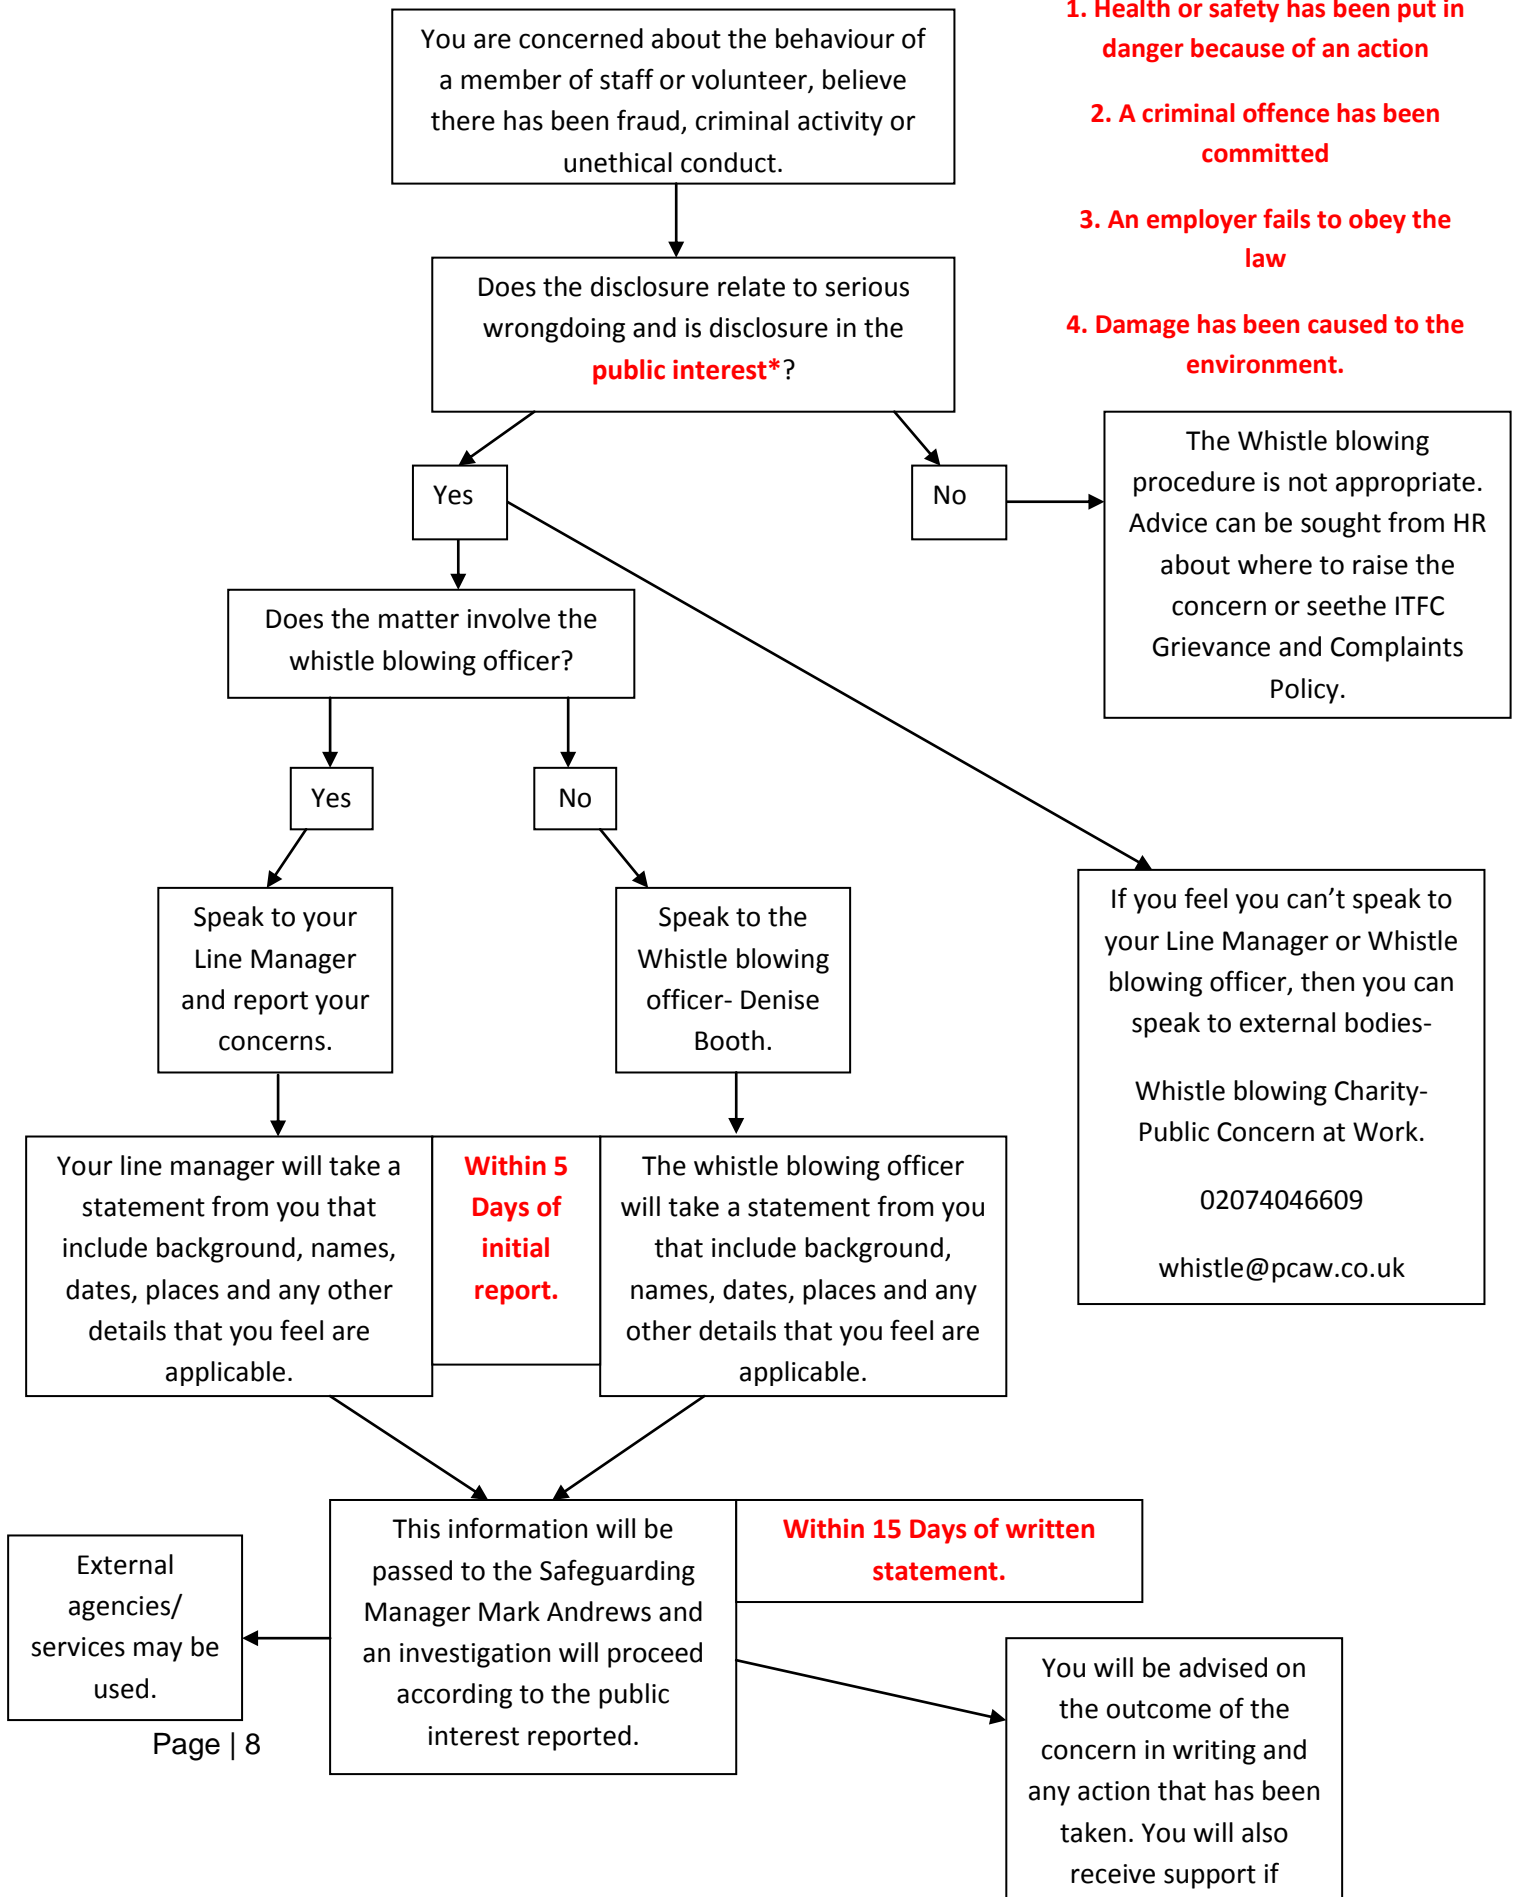 1. Health or safety has been put in
danger because of an action
2. A criminal offence has been
committed
3. An employer fails to obey the
law
4. Damage has been caused to the
environment.
You are concerned about the behaviour of
a member of staff or volunteer, believe
there has been fraud, criminal activity or
unethical conduct.
Does the disclosure relate to serious
wrongdoing and is disclosure in the
public interest*?
Yes
No
The Whistle blowing
procedure is not appropriate.
Advice can be sought from HR
about where to raise the
concern or seethe ITFC
Grievance and Complaints
Policy.
Does the matter involve the
whistle blowing officer?
Yes
No
Speak to your
Line Manager
and report your
concerns.
Speak to the
Whistle blowing
officer- Denise
Booth.
If you feel you can’t speak to
your Line Manager or Whistle
blowing officer, then you can
speak to external bodies-
Whistle blowing Charity-
Public Concern at Work.
02074046609
whistle@pcaw.co.uk
Your line manager will take a
statement from you that
include background, names,
dates, places and any other
details that you feel are
applicable.
Within 5
Days of
initial
report.
The whistle blowing officer
will take a statement from you
that include background,
names, dates, places and any
other details that you feel are
applicable.
This information will be
passed to the Safeguarding
Manager Mark Andrews and
an investigation will proceed
according to the public
interest reported.
Within 15 Days of written
statement.
External
agencies/
services may be
used.
You will be advised on
the outcome of the
concern in writing and
any action that has been
taken. You will also
receive support if
Page | 8